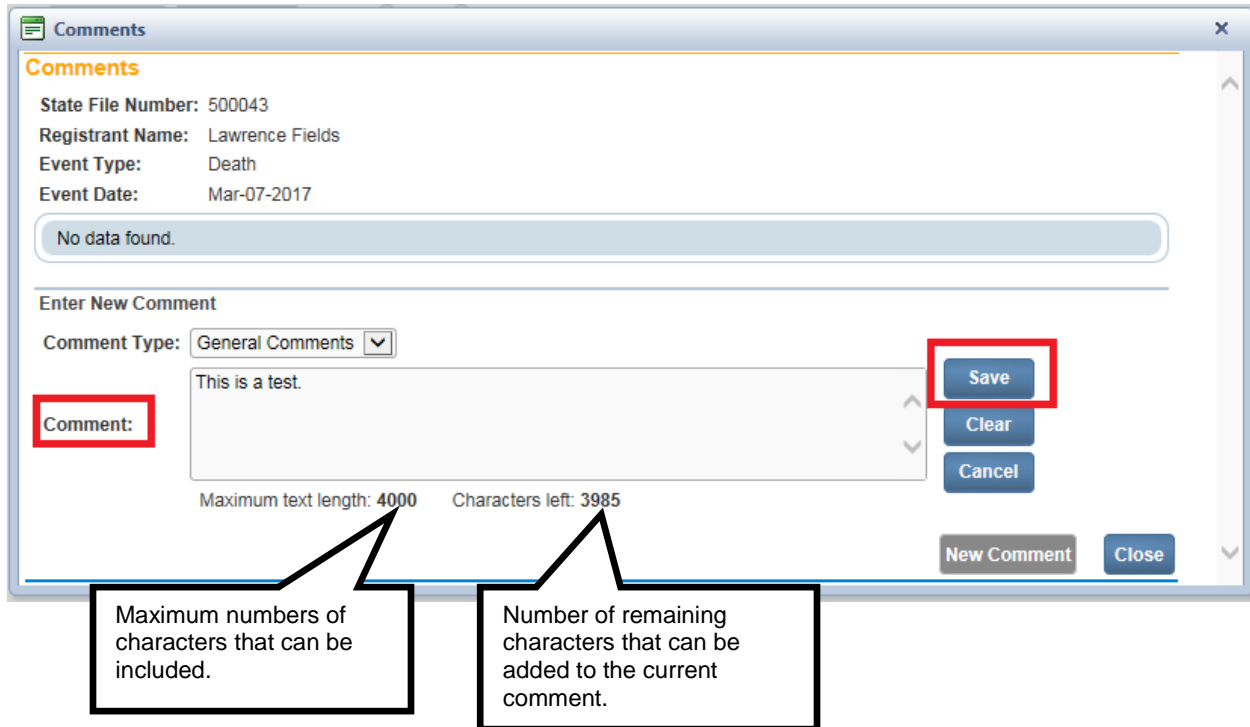 Comments
Comments
State File Number: 500043
Registrant Name: Lawrence Fields
Event Type: Death
Event Date: Mar-07-2017
No data found.
Enter New Comment
Comment Type: General Comments
This is a test.
Comment:
Save
Clear
Cancel
Maximum text length: 4000 Characters left: 3985
New Comment Close
Maximum numbers of
characters that can be
included.
Number of remaining
characters that can be
added to the current
comment.